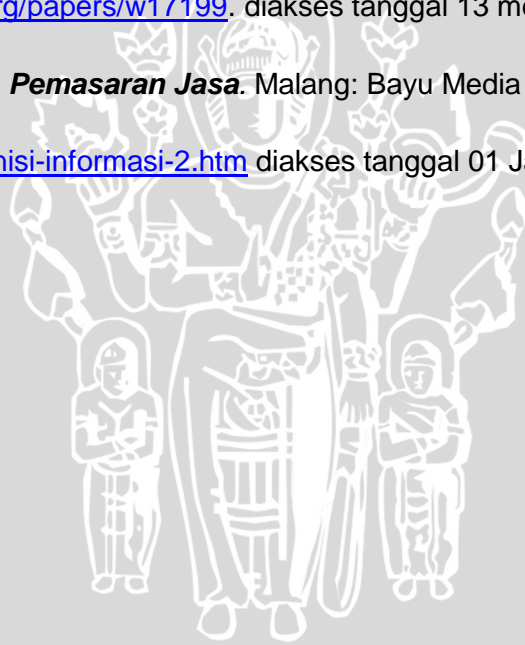 rg/papers/w17199. diakses tanggal 13 me
Pemasaran Jasa. Malang: Bayu Media
nisi-informasi-2.htm diakses tanggal 01 Ja